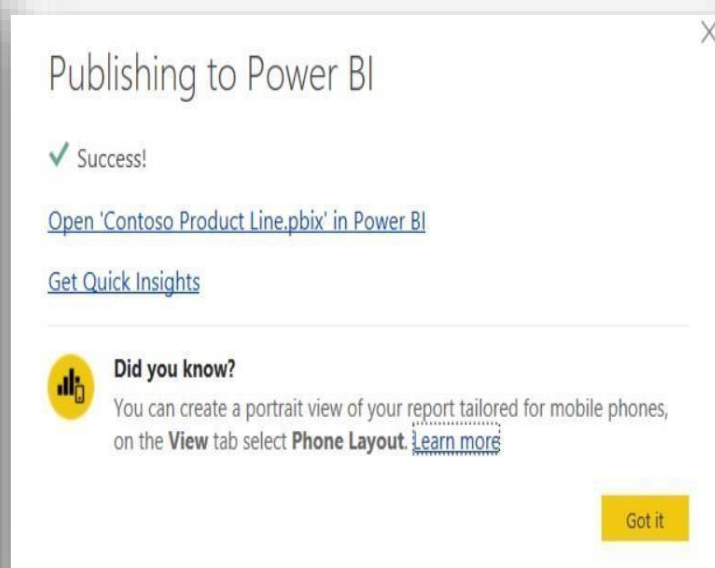 Publishing to Power BI
Success!
Open 'Contoso Product Line.pbix' in Power BI
Get Quick Insights
Did you know?
You can create a portrait view of your report tailored for mobile phones,
on the View tab select Phone Layout. Learn more
Got it